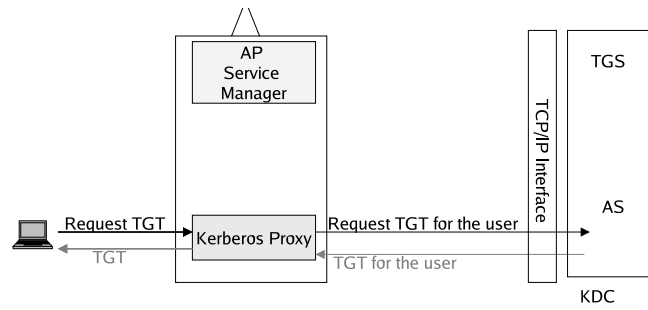 AP
Service
Manager
TGS
TCP/IP Interface
AS
Request TGT
Kerberos Proxy
Request TGT for the user
TGT
TGT for the user
KDC